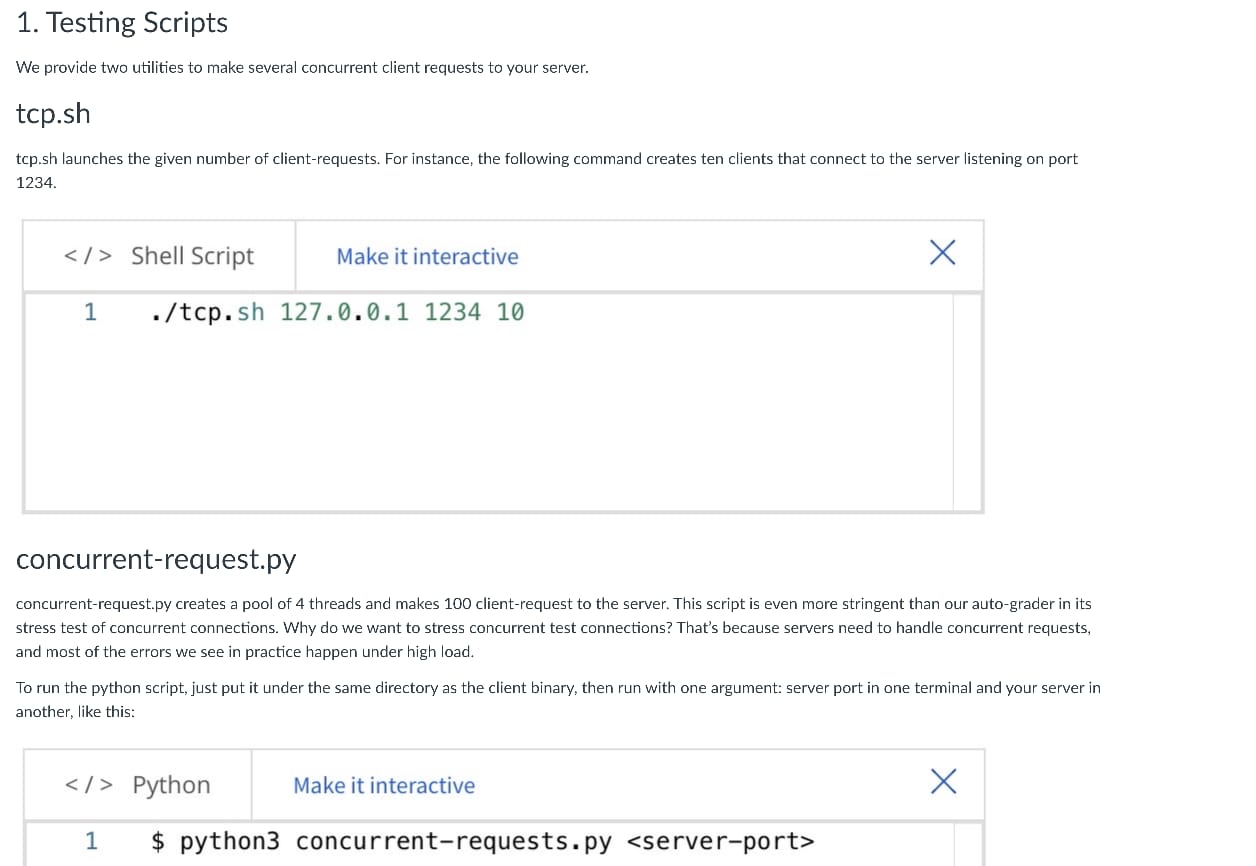 1. Testing Scripts
We provide two utilities to make several concurrent client requests to your server.
tcp.sh
tcp.sh launches the given number of client-requests. For instance, the following command creates ten clients that connect to the server listening on port
1234.
</> Shell Script Make it interactive
1 ./tcp.sh 127.0.0.1 1234 10
concurrent-request.py
concurrent-request.py creates a pool of 4 threads and makes 100 client-request to the server. This script is even more stringent than our auto-grader in its
stress test of concurrent connections. Why do we want to stress concurrent test connections? That's because servers need to handle concurrent requests,
and most of the errors we see in practice happen under high load.
To run the python script, just put it under the same directory as the client binary, then run with one argument: server port in one terminal and your server in
another, like this:
</> Python Make it interactive
1 $ python3 concurrent-requests.py <server-port>